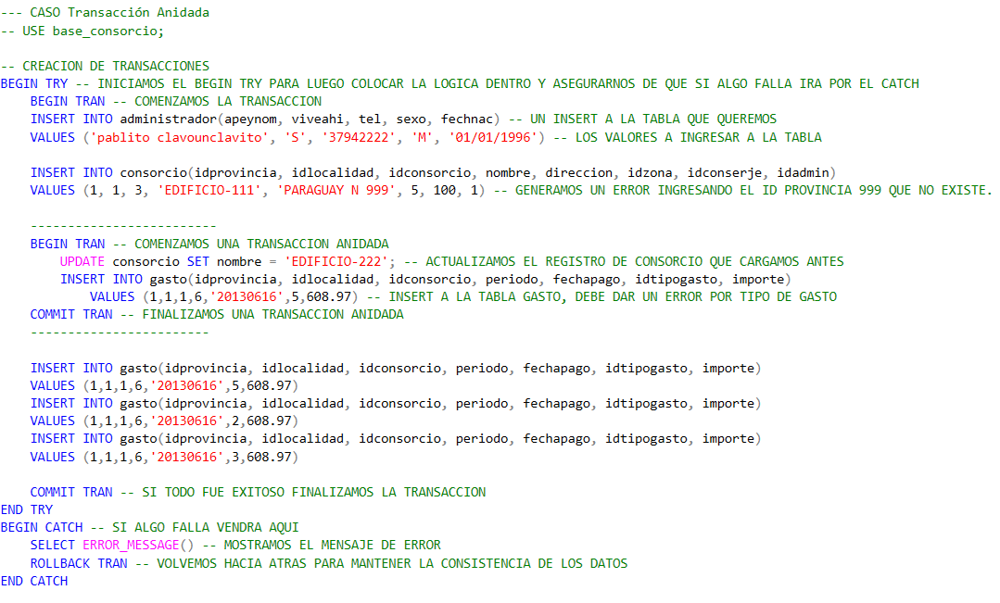 --- CASO Transacción Anidada
-- USE base_consorcio;
-- CREACION DE TRANSACCIONES
BEGIN TRY -- INICIAMOS EL BEGIN TRY PARA LUEGO COLOCAR LA LOGICA DENTRO Y ASEGURARNOS DE QUE SI ALGO FALLA IRA POR EL CATCH
BEGIN TRAN -- COMENZAMOS LA TRANSACCION
INSERT INTO administrador(apeynom, viveahi, tel, sexo, fechnac) -- UN INSERT A LA TABLA QUE QUEREMOS
VALUES ('pablito clavounclavito', 'S', '37942222', 'M', '01/01/1996') -- LOS VALORES A INGRESAR A LA TABLA
INSERT INTO consorcio(idprovincia, idlocalidad, idconsorcio, nombre, direccion, idzona, idconserje, idadmin)
VALUES (1, 1, 3, 'EDIFICIO-111', 'PARAGUAY N 999', 5, 100, 1) -- GENERAMOS UN ERROR INGRESANDO EL ID PROVINCIA 999 QUE NO EXISTE.
-------------------------
BEGIN TRAN -- COMENZAMOS UNA TRANSACCION ANIDADA
UPDATE consorcio SET nombre = 'EDIFICIO-222'; -- ACTUALIZAMOS EL REGISTRO DE CONSORCIO QUE CARGAMOS ANTES
INSERT INTO gasto(idprovincia, idlocalidad, idconsorcio, periodo, fechapago, idtipogasto, importe)
VALUES (1,1,1,6,'20130616',5,608.97) -- INSERT A LA TABLA GASTO, DEBE DAR UN ERROR POR TIPO DE GASTO
COMMIT TRAN -- FINALIZAMOS UNA TRANSACCION ANIDADA
------------------------
INSERT INTO gasto(idprovincia, idlocalidad, idconsorcio, periodo, fechapago, idtipogasto, importe)
VALUES (1,1,1,6,'20130616',5,608.97)
INSERT INTO gasto(idprovincia, idlocalidad, idconsorcio, periodo, fechapago, idtipogasto, importe)
VALUES (1,1,1,6,'20130616',2,608.97)
INSERT INTO gasto(idprovincia, idlocalidad, idconsorcio, periodo, fechapago, idtipogasto, importe)
VALUES (1,1,1,6,'20130616',3,608.97)
COMMIT TRAN -- SI TODO FUE EXITOSO FINALIZAMOS LA TRANSACCION
END TRY
BEGIN CATCH -- SI ALGO FALLA VENDRA AQUI
SELECT ERROR_MESSAGE() -- MOSTRAMOS EL MENSAJE DE ERROR
ROLLBACK TRAN -- VOLVEMOS HACIA ATRAS PARA MANTENER LA CONSISTENCIA DE LOS DATOS
END CATCH